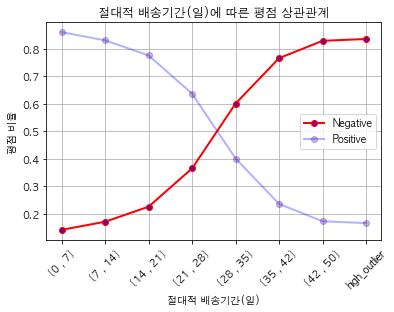 절대적 배송기간(일)에 따른 평점 상관관계
평점 비율
0.8
0.7
0.6
0.5
0.4
0.3
0.2
Negative
Positive
(0 , 7)
(7 , 14)
(14 , 21)
(21 , 28)
(28 , 35)
(35 , 42)
(42 , 50)
hgh_outlier
절대적 배송기간(일)